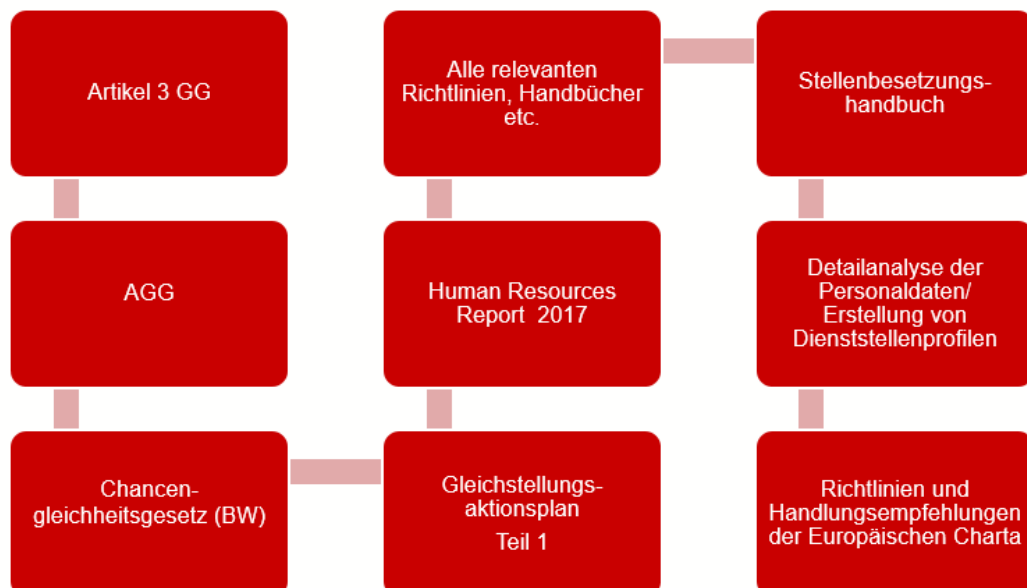 Artikel 3 GG
AGG
Chancen-
gleichheitsgesetz (BW)
Gleichstellungs-
aktionsplan
Teil 1
Human Resources
Report 2017
Alle relevanten
Richtlinien, Handbücher
etc.
Stellenbesetzungs-
handbuch
Detailanalyse der
Personaldaten/
Erstellung von
Dienststellenprofilen
Richtlinien und
Handlungsempfehlungen
der Europäischen Charta